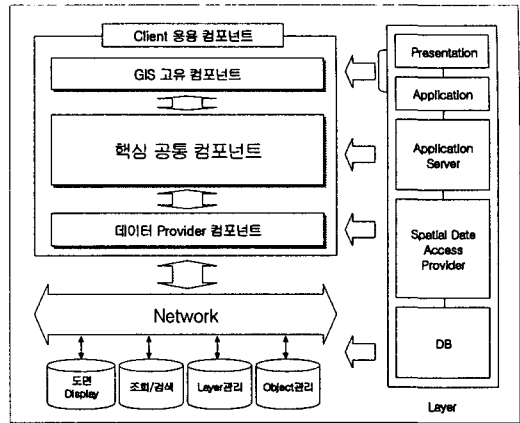 Client 응용 컴포넌트
GIS 고유 컴포넌트
핵심 공통 컴포넌트
데이터 Provider 컴포넌트
Network
도면
Display
조회/검색
Layer관리
Object관리
Presentation
Application
Application
Server
Spatial Date
Access
Provider
DB
Layer